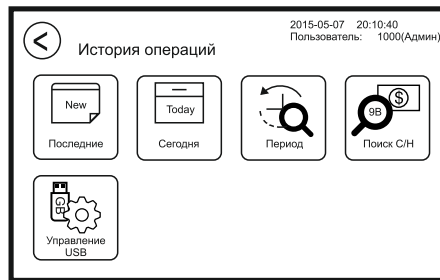 2015-05-07 20:10:40
Пользователь: 1000(Админ)
История операций
New
Today
9B
$
Последние
Сегодня
Период
Поиск С/Н
GB
Управление
USB